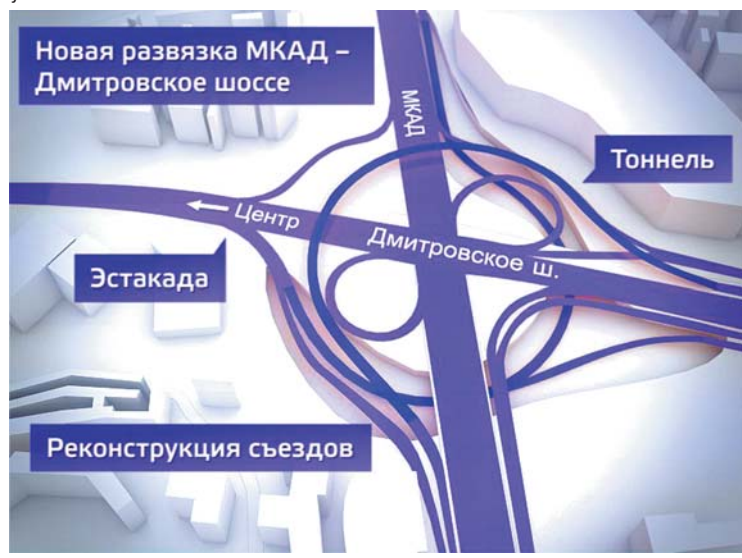 Новая развязка МКАД –
Дмитровское шоссе
МКАД
Тоннель
← Центр
Дмитровское ш.
Эстакада
Реконструкция съездов